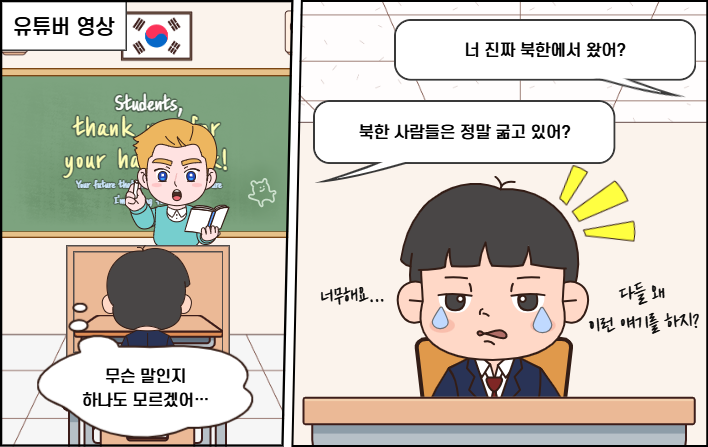 유튜버 영상
Students,
thank for
your ha k!
Your future
무슨 말인지
하나도 모르겠어…
너 진짜 북한에서 왔어?
북한 사람들은 정말 굶고 있어?
너무해요...
다들 왜
이런 얘기를 하지?